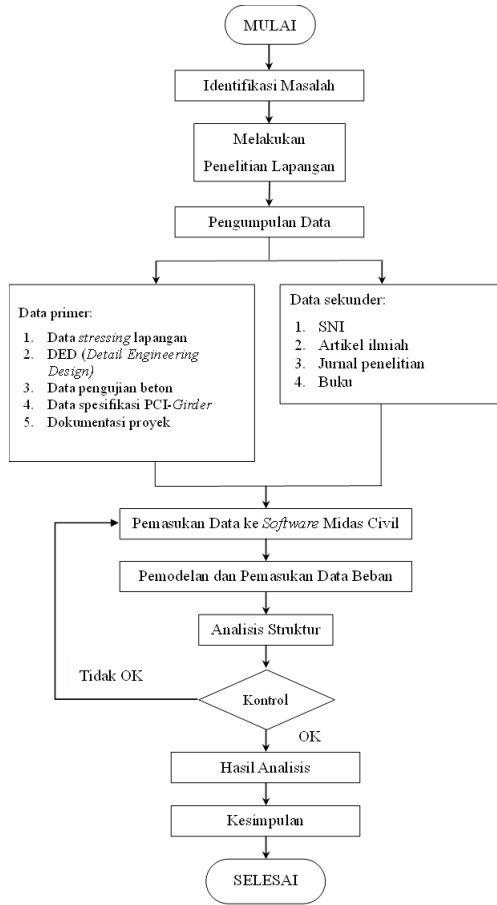 MULAI
Identifikasi Masalah
Melakukan
Penelitian Lapangan
Pengumpulan Data
Data primer:
1. Data stressing lapangan
2. DED (Detail Engineering
Design)
3. Data pengujian beton
4. Data spesifikasi PCI-Girder
5. Dokumentasi proyek
Data sekunder:
1. SNI
2. Artikel ilmiah
3. Jurnal penelitian
4. Buku
Pemasukan Data ke Software Midas Civil
Pemodelan dan Pemasukan Data Beban
Analisis Struktur
Tidak OK
Kontrol
OK
Hasil Analisis
Kesimpulan
SELESAI